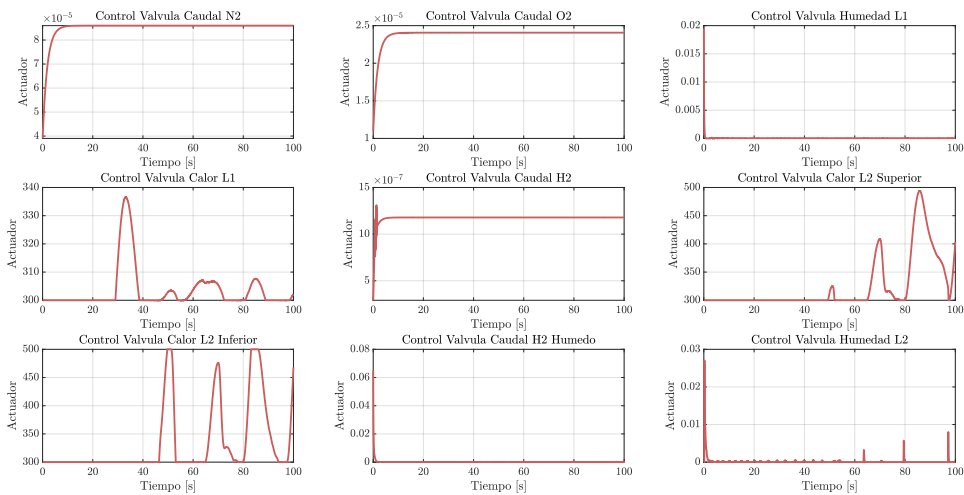 Control Valvula Caudal N2
×10⁻⁵
8
7
6
5
4
Actuador
0 20 40 60 80 100
Tiempo [s]
Control Valvula Caudal O2
×10⁻⁵
2.5
2
1.5
1
Actuador
0 20 40 60 80 100
Tiempo [s]
Control Valvula Humedad L1
0.02
0.015
0.01
0.005
0
Actuador
0 20 40 60 80 100
Tiempo [s]
Control Valvula Calor L1
340
330
320
310
300
Actuador
0 20 40 60 80 100
Tiempo [s]
Control Valvula Caudal H2
×10⁻⁷
15
10
5
Actuador
0 20 40 60 80 100
Tiempo [s]
Control Valvula Calor L2 Superior
500
450
400
350
300
Actuador
0 20 40 60 80 100
Tiempo [s]
Control Valvula Calor L2 Inferior
500
450
400
350
300
Actuador
0 20 40 60 80 100
Tiempo [s]
Control Valvula Caudal H2 Humedo
0.08
0.06
0.04
0.02
0
Actuador
0 20 40 60 80 100
Tiempo [s]
Control Valvula Humedad L2
0.03
0.02
0.01
0
Actuador
0 20 40 60 80 100
Tiempo [s]